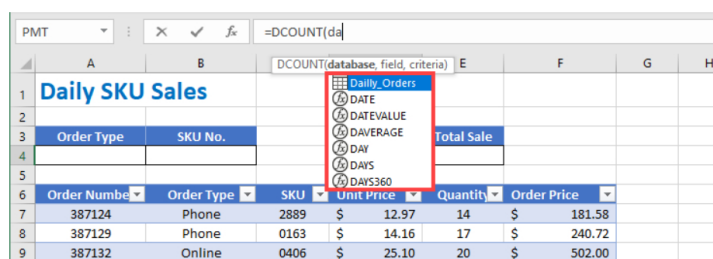 PMT fx =DCOUNT(da
DCOUNT(database, field, criteria)
A B E F G H
1 Daily SKU Sales
Dailly_Orders
DATE
DATEVALUE
DAVERAGE
DAY
DAYS
DAYS360
2
3 Order Type SKU No. Total Sale
4
5
6 Order Numbe Order Type SKU Unit Price Quantity Order Price
7 387124 Phone 2889 $ 12.97 14 $ 181.58
8 387129 Phone 0163 $ 14.16 17 $ 240.72
9 387132 Online 0406 $ 25.10 20 $ 502.00